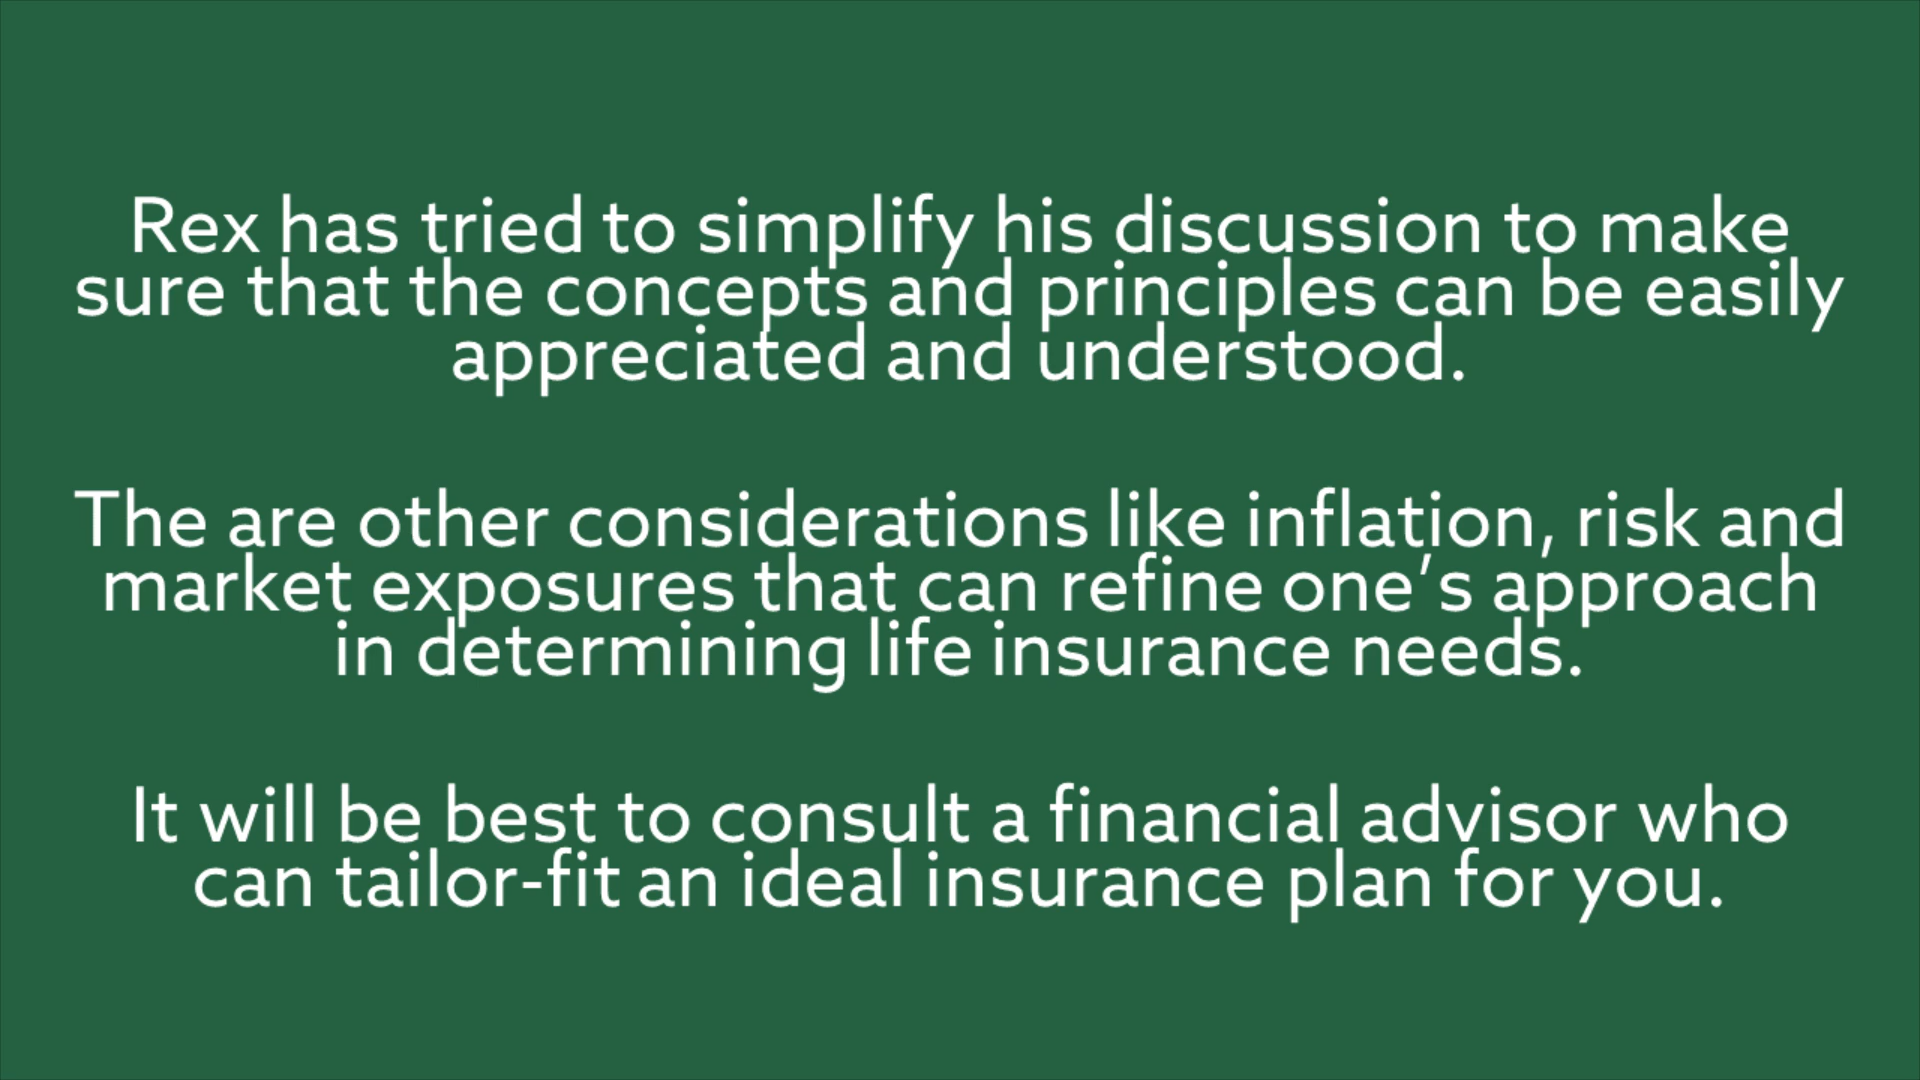 Rex has tried to simplify his discussion to make
sure that the concepts and principles can be easily
appreciated and understood.
The are other considerations like inflation, risk and
market exposures that can refine one’s approach
in determining life insurance needs.
It will be best to consult a financial advisor who
can tailor-fit an ideal insurance plan for you.